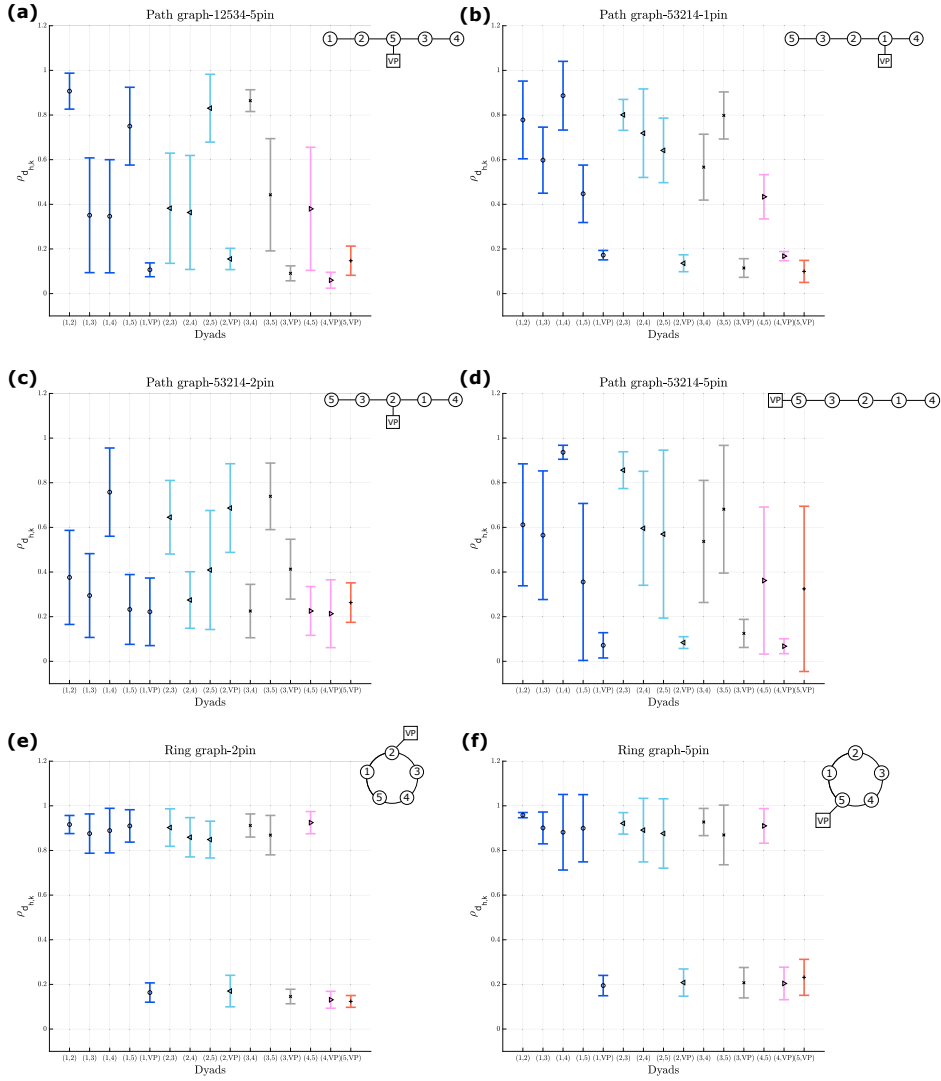 (a)
Path graph-12534-5pin
1 2 5 3 4
VP
1.2
1
0.8
0.6
0.4
0.2
0
ρ_{d_{h,k}}
(1,2) (1,3) (1,4) (1,5) (1,VP) (2,3) (2,4) (2,5) (2,VP) (3,4) (3,5) (3,VP) (4,5) (4,VP) (5,VP)
Dyads
(b)
Path graph-53214-1pin
5 3 2 1 4
VP
1.2
1
0.8
0.6
0.4
0.2
0
ρ_{d_{h,k}}
(1,2) (1,3) (1,4) (1,5) (1,VP) (2,3) (2,4) (2,5) (2,VP) (3,4) (3,5) (3,VP) (4,5) (4,VP) (5,VP)
Dyads
(c)
Path graph-53214-2pin
5 3 2 1 4
VP
1.2
1
0.8
0.6
0.4
0.2
0
ρ_{d_{h,k}}
(1,2) (1,3) (1,4) (1,5) (1,VP) (2,3) (2,4) (2,5) (2,VP) (3,4) (3,5) (3,VP) (4,5) (4,VP) (5,VP)
Dyads
(d)
Path graph-53214-5pin
VP 5 3 2 1 4
1.2
1
0.8
0.6
0.4
0.2
0
ρ_{d_{h,k}}
(1,2) (1,3) (1,4) (1,5) (1,VP) (2,3) (2,4) (2,5) (2,VP) (3,4) (3,5) (3,VP) (4,5) (4,VP) (5,VP)
Dyads
(e)
Ring graph-2pin
VP
2
1 3
5 4
1.2
1
0.8
0.6
0.4
0.2
0
ρ_{d_{h,k}}
(1,2) (1,3) (1,4) (1,5) (1,VP) (2,3) (2,4) (2,5) (2,VP) (3,4) (3,5) (3,VP) (4,5) (4,VP) (5,VP)
Dyads
(f)
Ring graph-5pin
2
1 3
5 4
VP
1.2
1
0.8
0.6
0.4
0.2
0
ρ_{d_{h,k}}
(1,2) (1,3) (1,4) (1,5) (1,VP) (2,3) (2,4) (2,5) (2,VP) (3,4) (3,5) (3,VP) (4,5) (4,VP) (5,VP)
Dyads